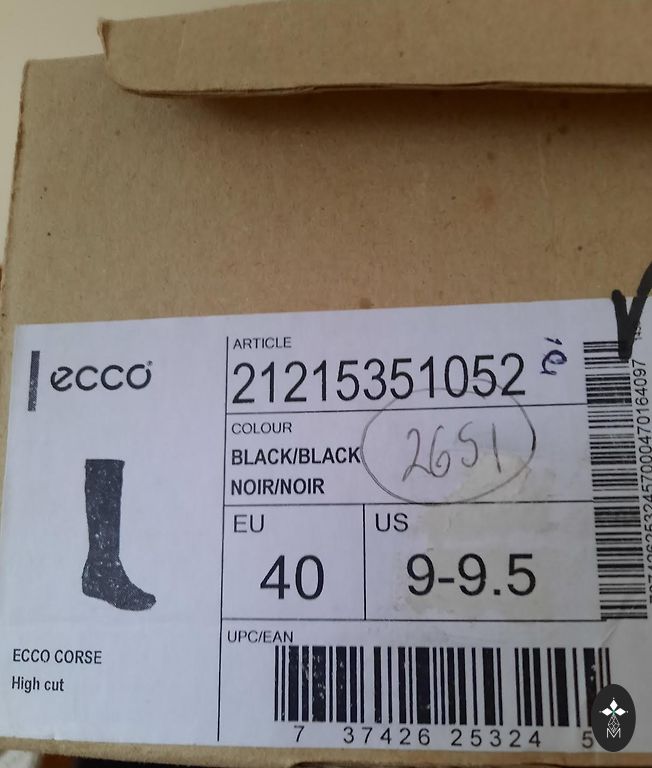 ecco
ARTICLE
21215351052
COLOUR
BLACK/BLACK
NOIR/NOIR
2651
EU
40
US
9-9.5
ECCO CORSE
High cut
UPC/EAN
7 37426 25324 5
M